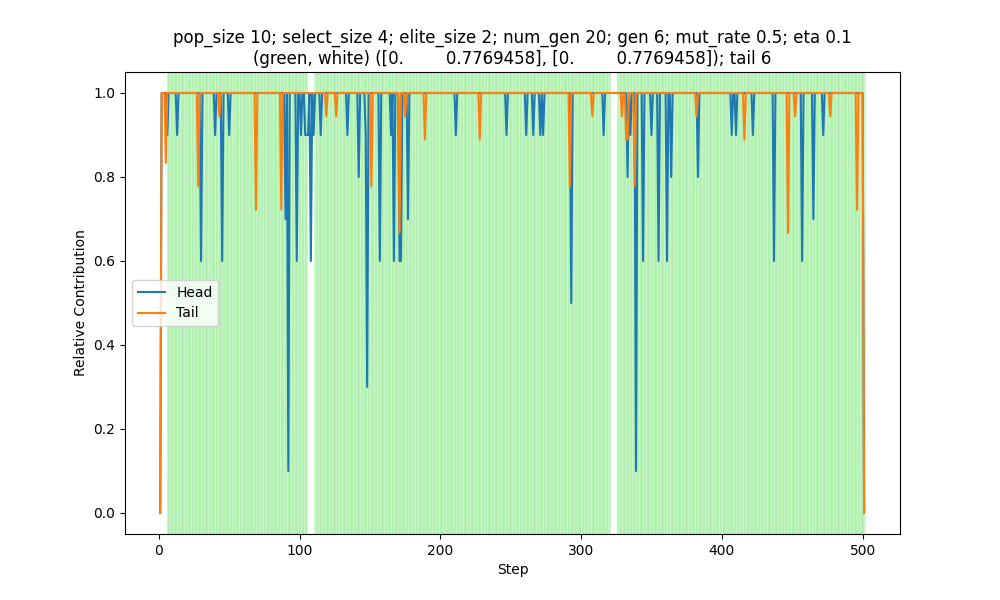 pop_size 10; select_size 4; elite_size 2; num_gen 20; gen 6; mut_rate 0.5; eta 0.1
(green, white) ([0.         0.7769458], [0.         0.7769458]); tail 6
Relative Contribution
1.0
0.8
0.6
0.4
0.2
0.0
Head
Tail
0
100
200
300
400
500
Step